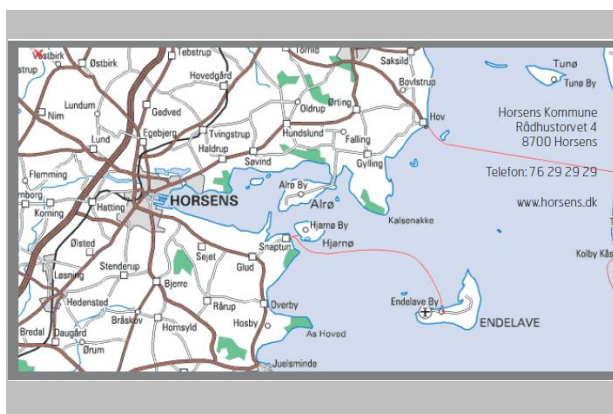 Tebstrup
Torrild
Saksild
Tunø
Vestbirk
Østbirk
Hovedgård
Tunø By
strup
Bovlstrup
Lundum
Gedved
Oldrup
Ørting
Hov
Horsens Kommune
Nim
Rådhustorvet 4
Lund
Egebjerg
Tvingstrup
Hundslund
Falling
8700 Horsens
Haldrup
Søvind
Gylling
Flemming
Telefon: 76 29 29 29
Alrø By
Hatting
HORSENS
Alrø
www.horsens.dk
Korning
Kalsenakke
Hjarnø By
Ølsted
Sejet
Snaptun
Hjarnø
Kolby Kås
Løsning
Stenderup
Glud
Bjerre
Hedensted
Rårup
Overby
Endelave By
Bråskov
Hornsyld
Hosby
ENDELAVE
Bredal
Daugård
As Hoved
Ørum
Juelsminde